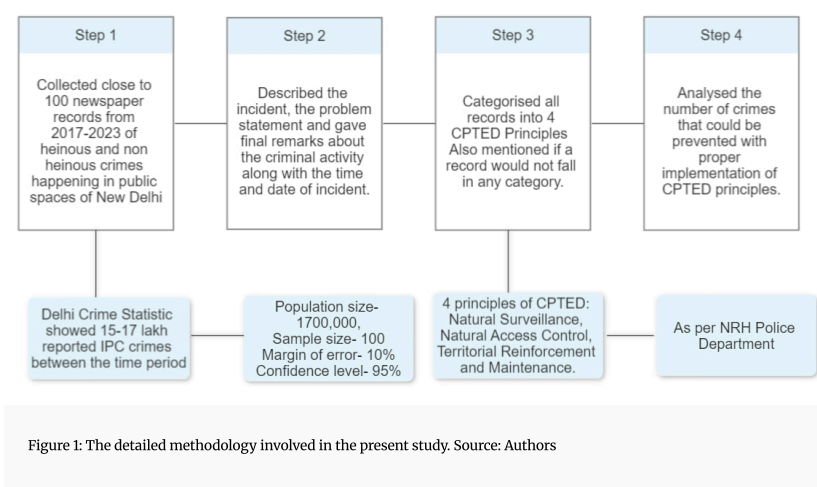 Step 1
Collected close to
100 newspaper
records from
2017-2023 of
heinous and non
heinous crimes
happening in public
spaces of New Delhi
Step 2
Described the
incident, the problem
statement and gave
final remarks about
the criminal activity
along with the time
and date of incident.
Step 3
Categorised all
records into 4
CPTED Principles
Also mentioned if a
record would not fall
in any category.
Step 4
Analysed the
number of crimes
that could be
prevented with
proper
implementation of
CPTED principles.
Delhi Crime Statistic
showed 15-17 lakh
reported IPC crimes
between the time period
Population size-
1700,000,
Sample size- 100
Margin of error- 10%
Confidence level- 95%
4 principles of CPTED:
Natural Surveillance,
Natural Access Control,
Territorial Reinforcement
and Maintenance.
As per NRH Police
Department
Figure 1: The detailed methodology involved in the present study. Source: Authors